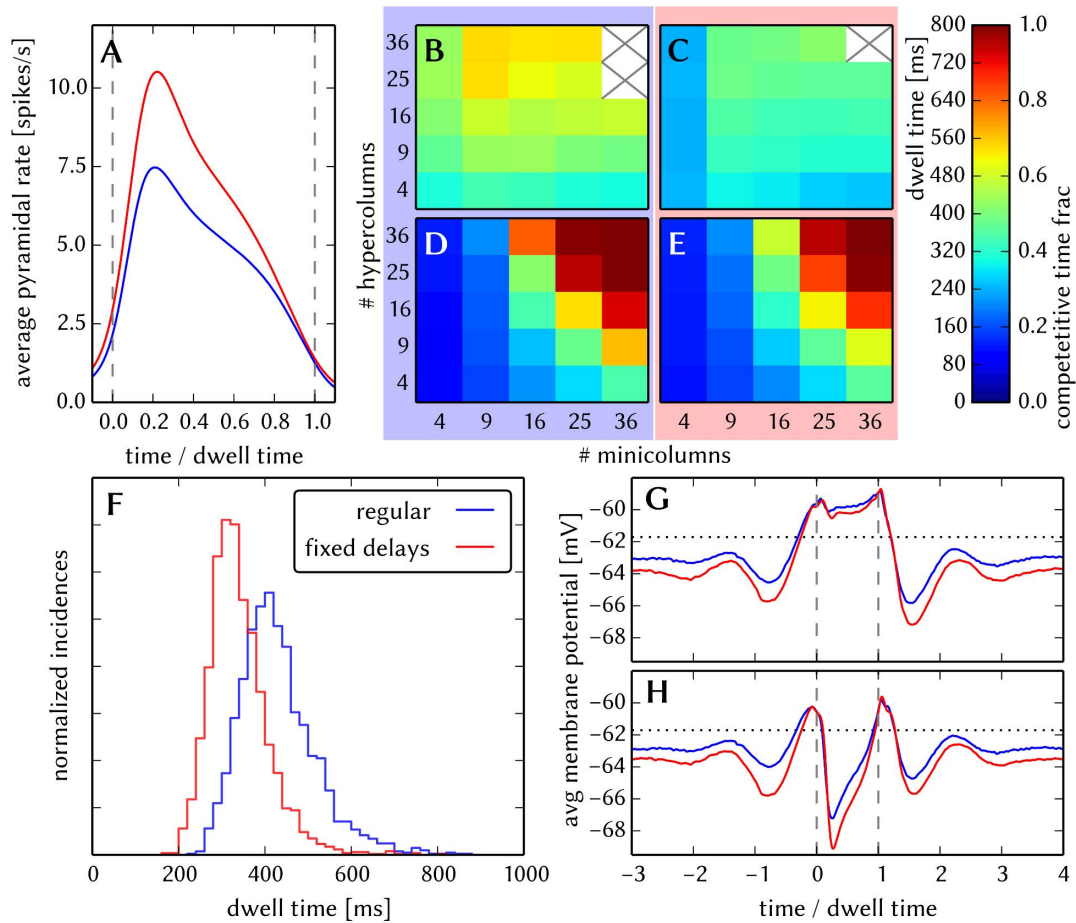 A
average pyramidal rate [spikes/s]
10.0
7.5
5.0
2.5
0.0
0.0 0.2 0.4 0.6 0.8 1.0
time / dwell time
B
C
D
E
# hypercolumns
36
25
16
9
4
36
25
16
9
4
4 9 16 25 36
4 9 16 25 36
# minicolumns
dwell time [ms]
800
720
640
560
480
400
320
240
160
80
0
1.0
0.8
0.6
0.4
0.2
0.0
competitive time frac
F
regular
fixed delays
normalized incidences
0 200 400 600 800 1000
dwell time [ms]
G
H
avg membrane potential [mV]
−60
−62
−64
−66
−68
−60
−62
−64
−66
−68
−3 −2 −1 0 1 2 3 4
time / dwell time